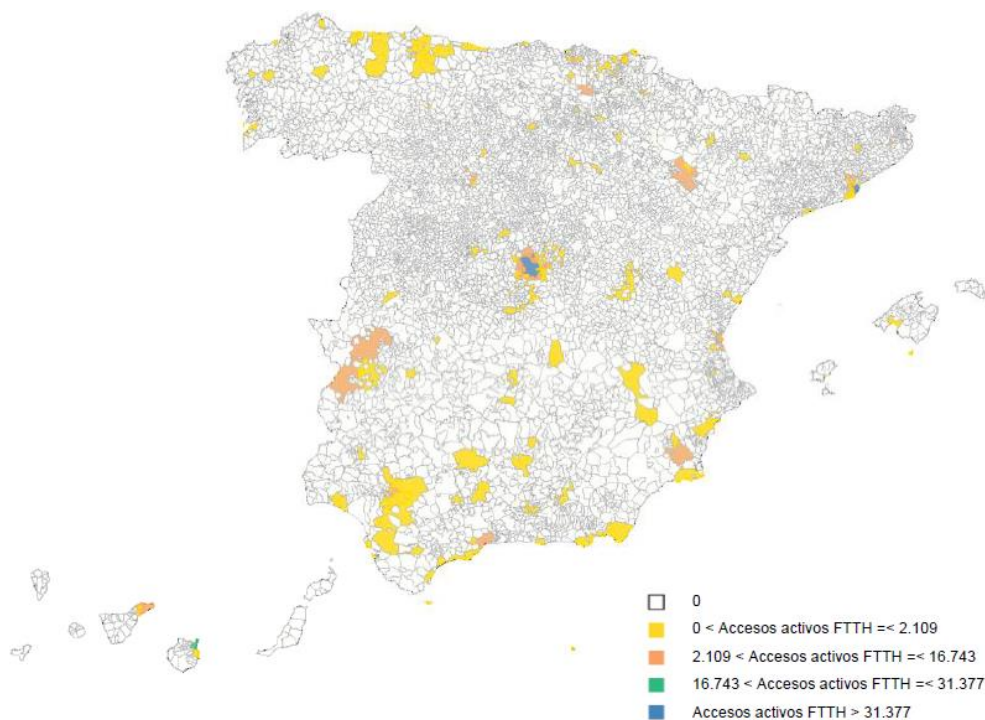 0
0 < Accesos activos FTTH =< 2.109
2.109 < Accesos activos FTTH =< 16.743
16.743 < Accesos activos FTTH =< 31.377
Accesos activos FTTH > 31.377